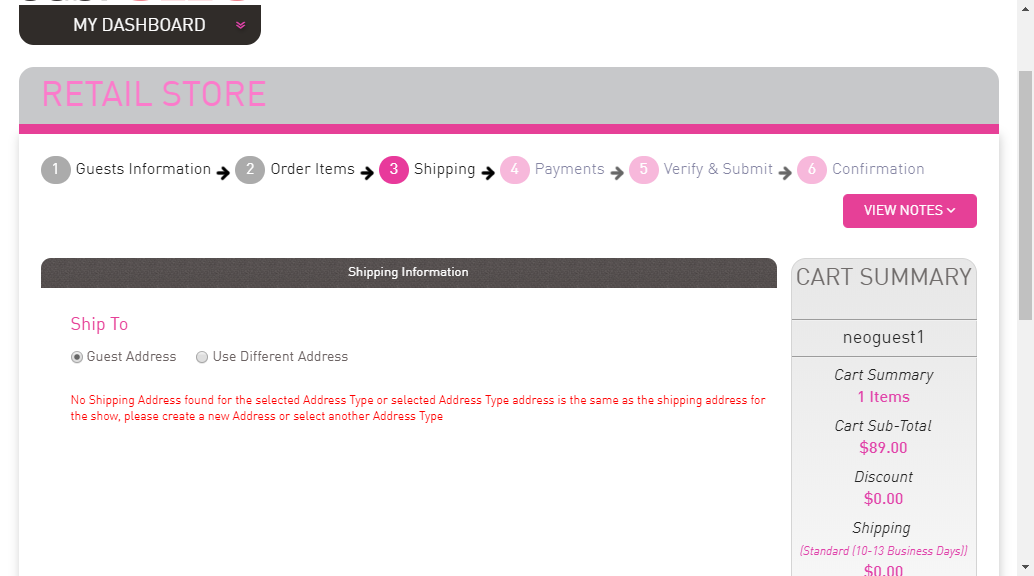 MY DASHBOARD
RETAIL STORE
1 Guests Information 2 Order Items 3 Shipping 4 Payments 5 Verify & Submit 6 Confirmation
VIEW NOTES
Shipping Information
Ship To
Guest Address Use Different Address
No Shipping Address found for the selected Address Type or selected Address Type address is the same as the shipping address for
the show, please create a new Address or select another Address Type
CART SUMMARY
neoguest1
Cart Summary
1 Items
Cart Sub-Total
$89.00
Discount
$0.00
Shipping
(Standard (10-13 Business Days))
$0.00